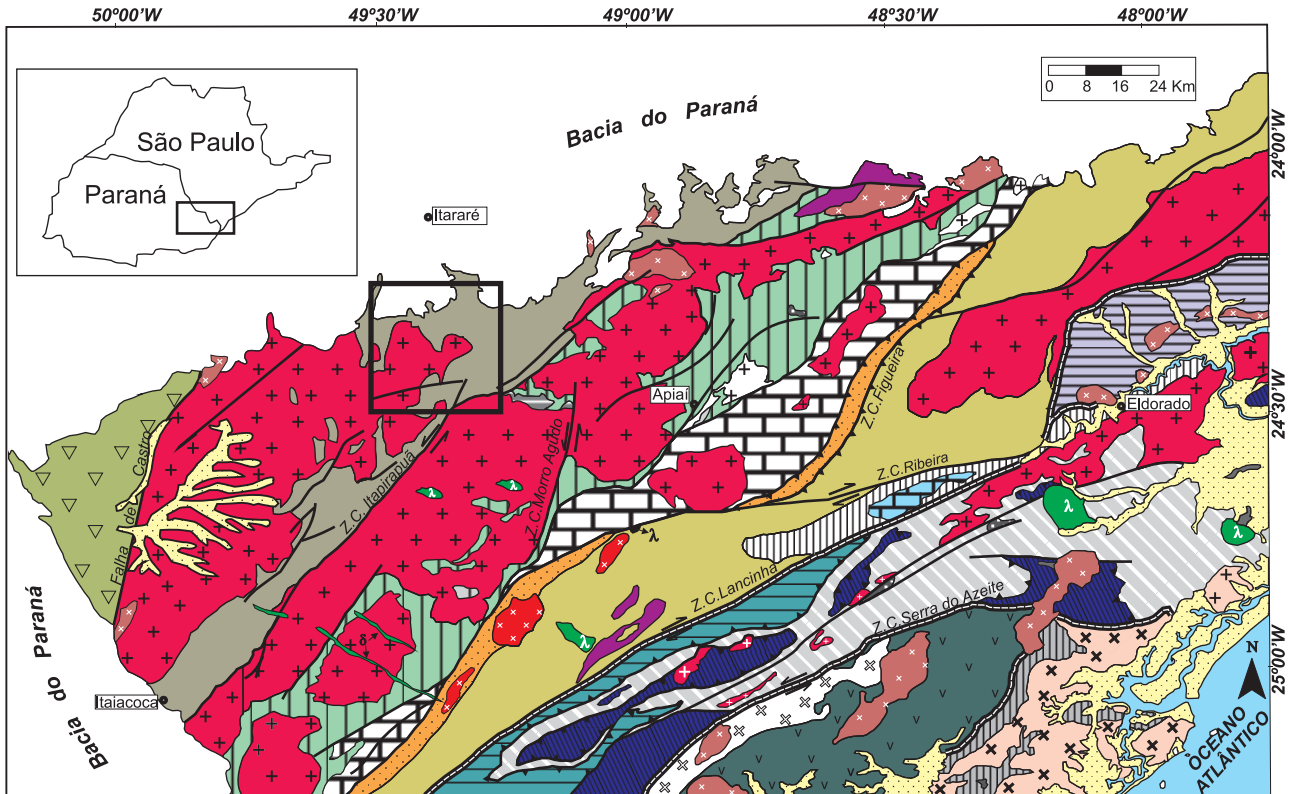 50°00'W
49°30'W
49°00'W
48°30'W
48°00'W
São Paulo
Paraná
Bacia do Paraná
0 8 16 24 Km
24°00'W
Itararé
Apiaí
Z.C.Figueira
Eldorado
24°30'W
Falha de Castro
Z.C. Itapirapuã
Z.C.Morro Agudo
Z.C.Ribeira
λ
λ
λ
λ
λ
λ
Z.C.Lancinha
Z.C.Serra do Azeite
δ
Itaiacoca
Bacia do Paraná
25°00'W
N
OCEANO
ATLÂNTICO